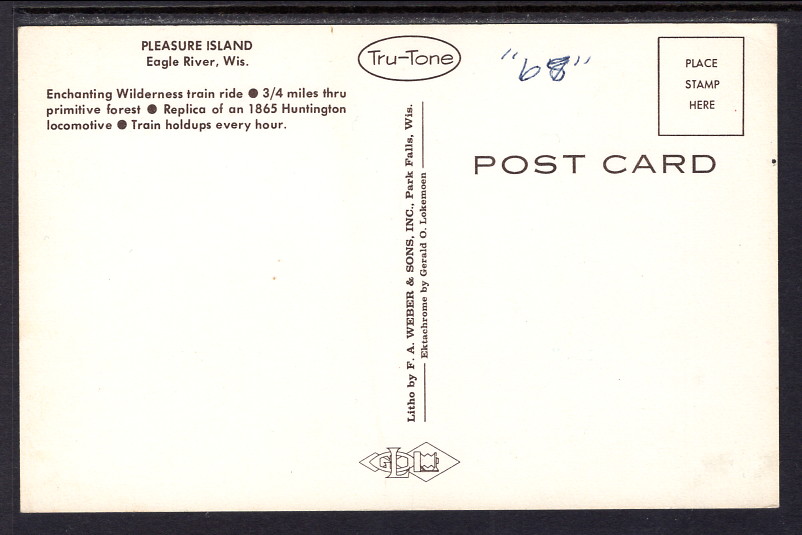 PLEASURE ISLAND
Eagle River, Wis.
Enchanting Wilderness train ride ● 3/4 miles thru
primitive forest ● Replica of an 1865 Huntington
locomotive ● Train holdups every hour.
Tru-Tone
"68"
PLACE
STAMP
HERE
POST CARD
Litho by F. A. WEBER & SONS, INC., Park Falls, Wis.
Ektachrome by Gerald O. Lokemoen